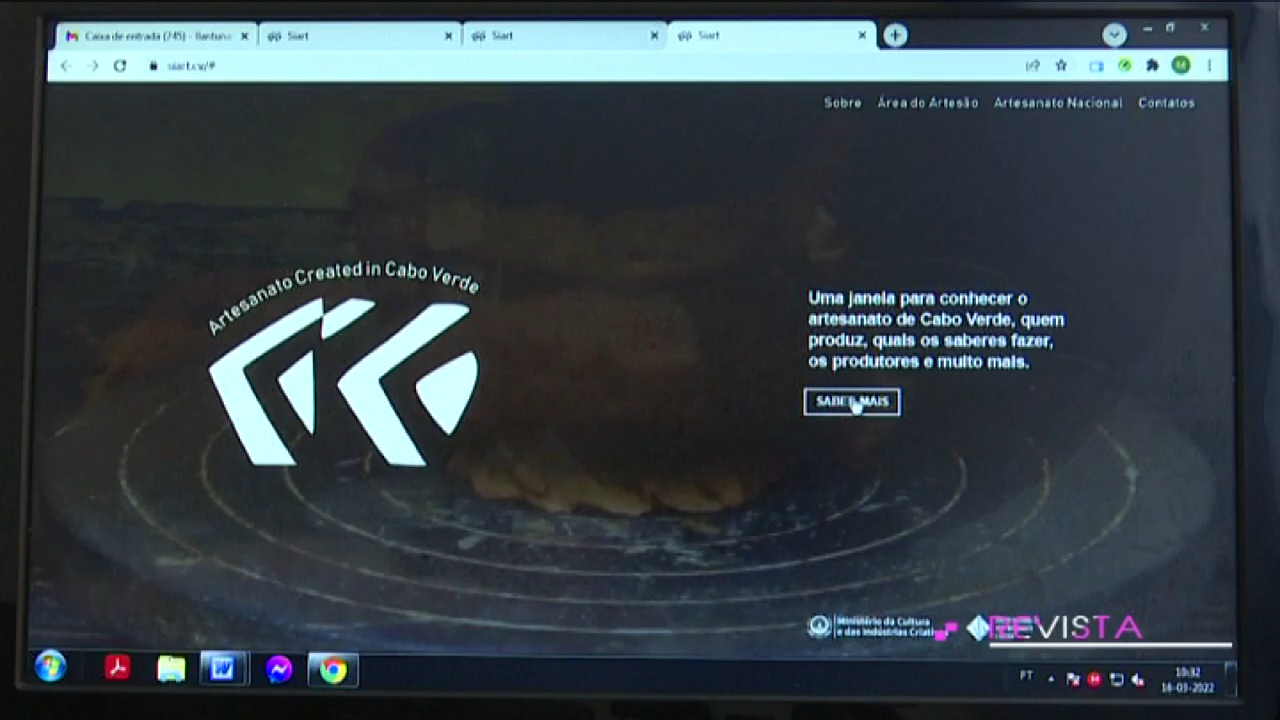 Caixa de entrada (745) -
Siart
Siart
Siart
siart.cv/#
Sobre Área do Artesão Artesanato Nacional Contatos
Artesanato Created in Cabo Verde
Uma janela para conhecer o
artesanato de Cabo Verde, quem
produz, quais os saberes fazer,
os produtores e muito mais.
SABER MAIS
Ministério da Cultura
e das Indústrias
REVISTA
PT
10:32
16-03-2022